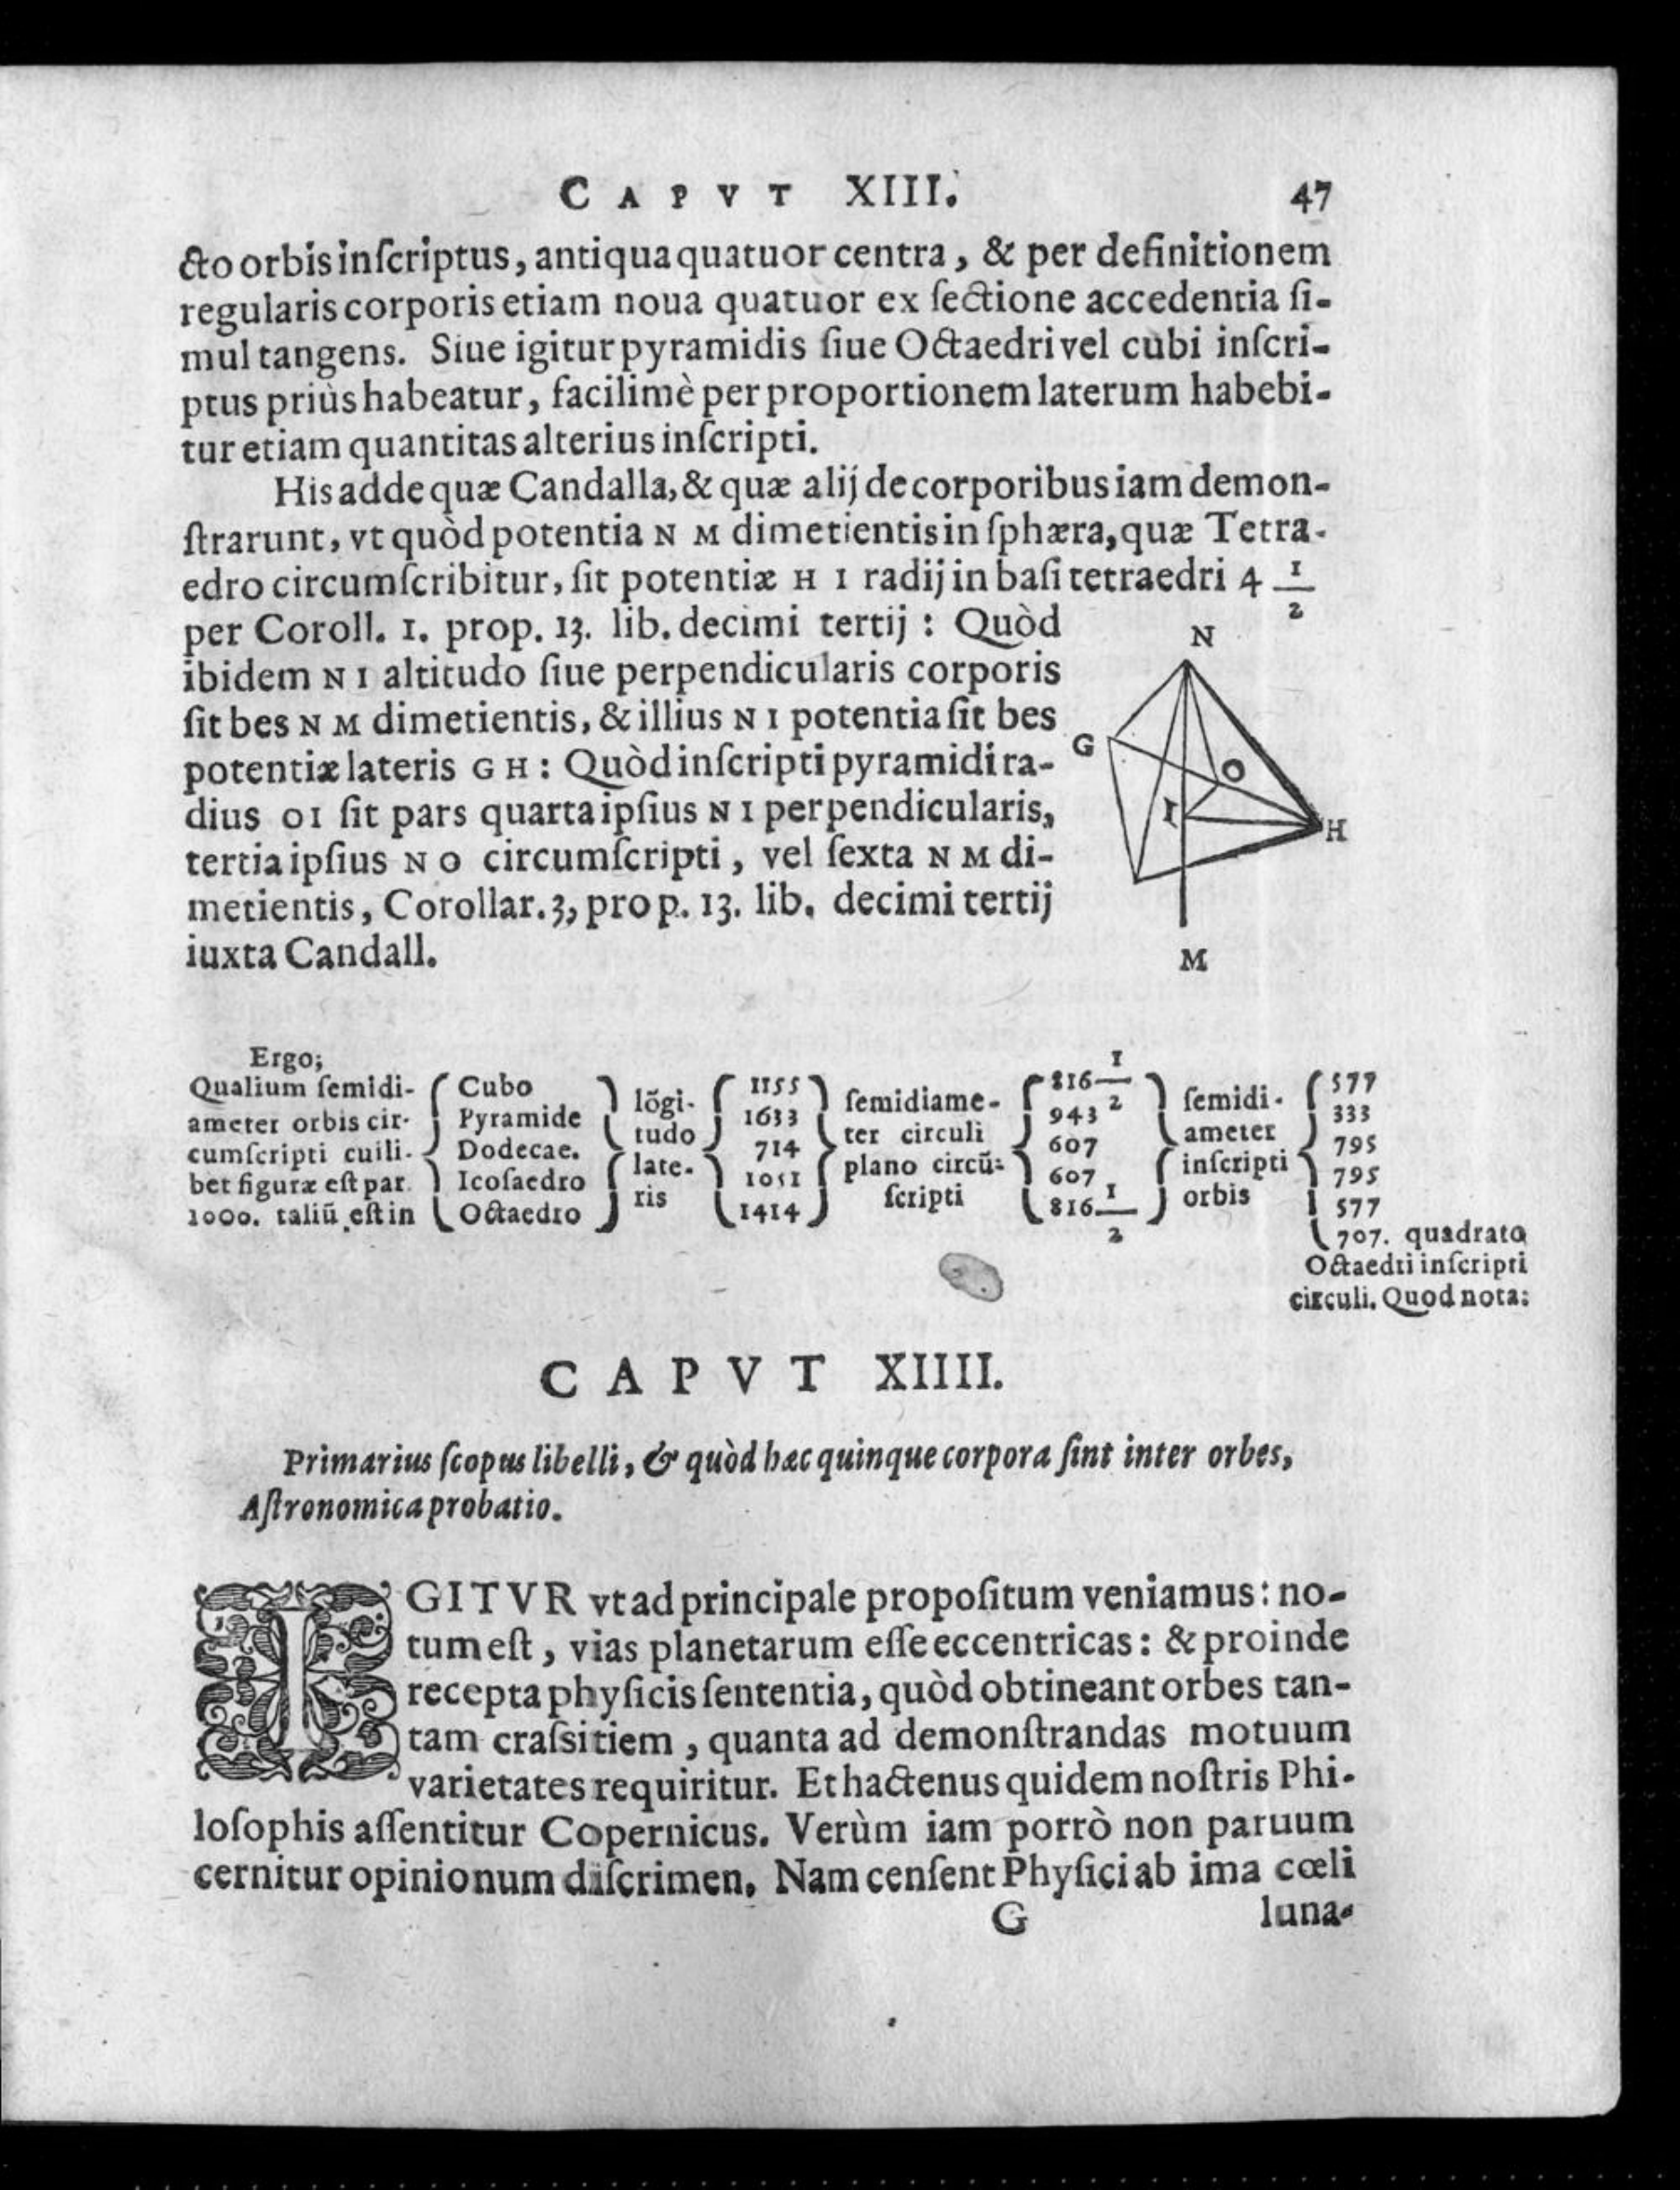 CAPVT XIII. 47
cto orbis inſcriptus, antiqua quatuor centra, & per definitionem
regularis corporis etiam noua quatuor ex ſectione accedentia ſi-
mul tangens. Siue igitur pyramidis ſiue Octaedri vel cubi inſcri-
ptus priùs habeatur, facilimè per proportionem laterum habebi-
tur etiam quantitas alterius inſcripti.
His adde quæ Candalla, & quæ alij de corporibus iam demon-
ſtrarunt, vt quòd potentia N M dimetientis in ſphæra, quæ Tetra-
edro circumſcribitur, ſit potentiæ H I radij in baſi tetraedri 4 1/2
per Coroll. 1. prop. 13. lib. decimi tertij : Quòd
ibidem N I altitudo ſiue perpendicularis corporis
ſit bes N M dimetientis, & illius N I potentia ſit bes
potentiæ lateris G H : Quòd inſcripti pyramidi ra-
dius OI ſit pars quarta ipſius N I perpendicularis,
tertia ipſius N O circumſcripti, vel ſexta N M di-
metientis, Corollar. 3, prop. 13. lib. decimi tertij
iuxta Candall.
N
G
O
I
H
M
Ergo;
Qualium ſemidi-
ameter orbis cir-
cumſcripti cuili-
bet figuræ eſt par
1000. taliū eſt in
Cubo
Pyramide
Dodecae.
Icoſaedro
Octaedro
lōgi-
tudo
late-
ris
1155
1633
714
1051
1414
ſemidiame-
ter circuli
plano circū-
ſcripti
816 1/2
943
607
607
816 1/2
ſemidi-
ameter
inſcripti
orbis
577
333
795
795
577
707. quadrato
Octaedri inſcripti
circuli. Quod nota:
CAPVT XIIII.
Primarius ſcopus libelli, & quòd hæc quinque corpora ſint inter orbes,
Aſtronomica probatio.
IGITVR vt ad principale propoſitum veniamus: no-
tum eſt, vias planetarum eſſe eccentricas: & proinde
recepta phyſicis ſententia, quòd obtineant orbes tan-
tam craſsitiem, quanta ad demonſtrandas motuum
varietates requiritur. Et hactenus quidem noſtris Phi-
loſophis aſſentitur Copernicus. Verùm iam porrò non paruum
cernitur opinionum diſcrimen. Nam cenſent Phyſici ab ima cœli
G luna-